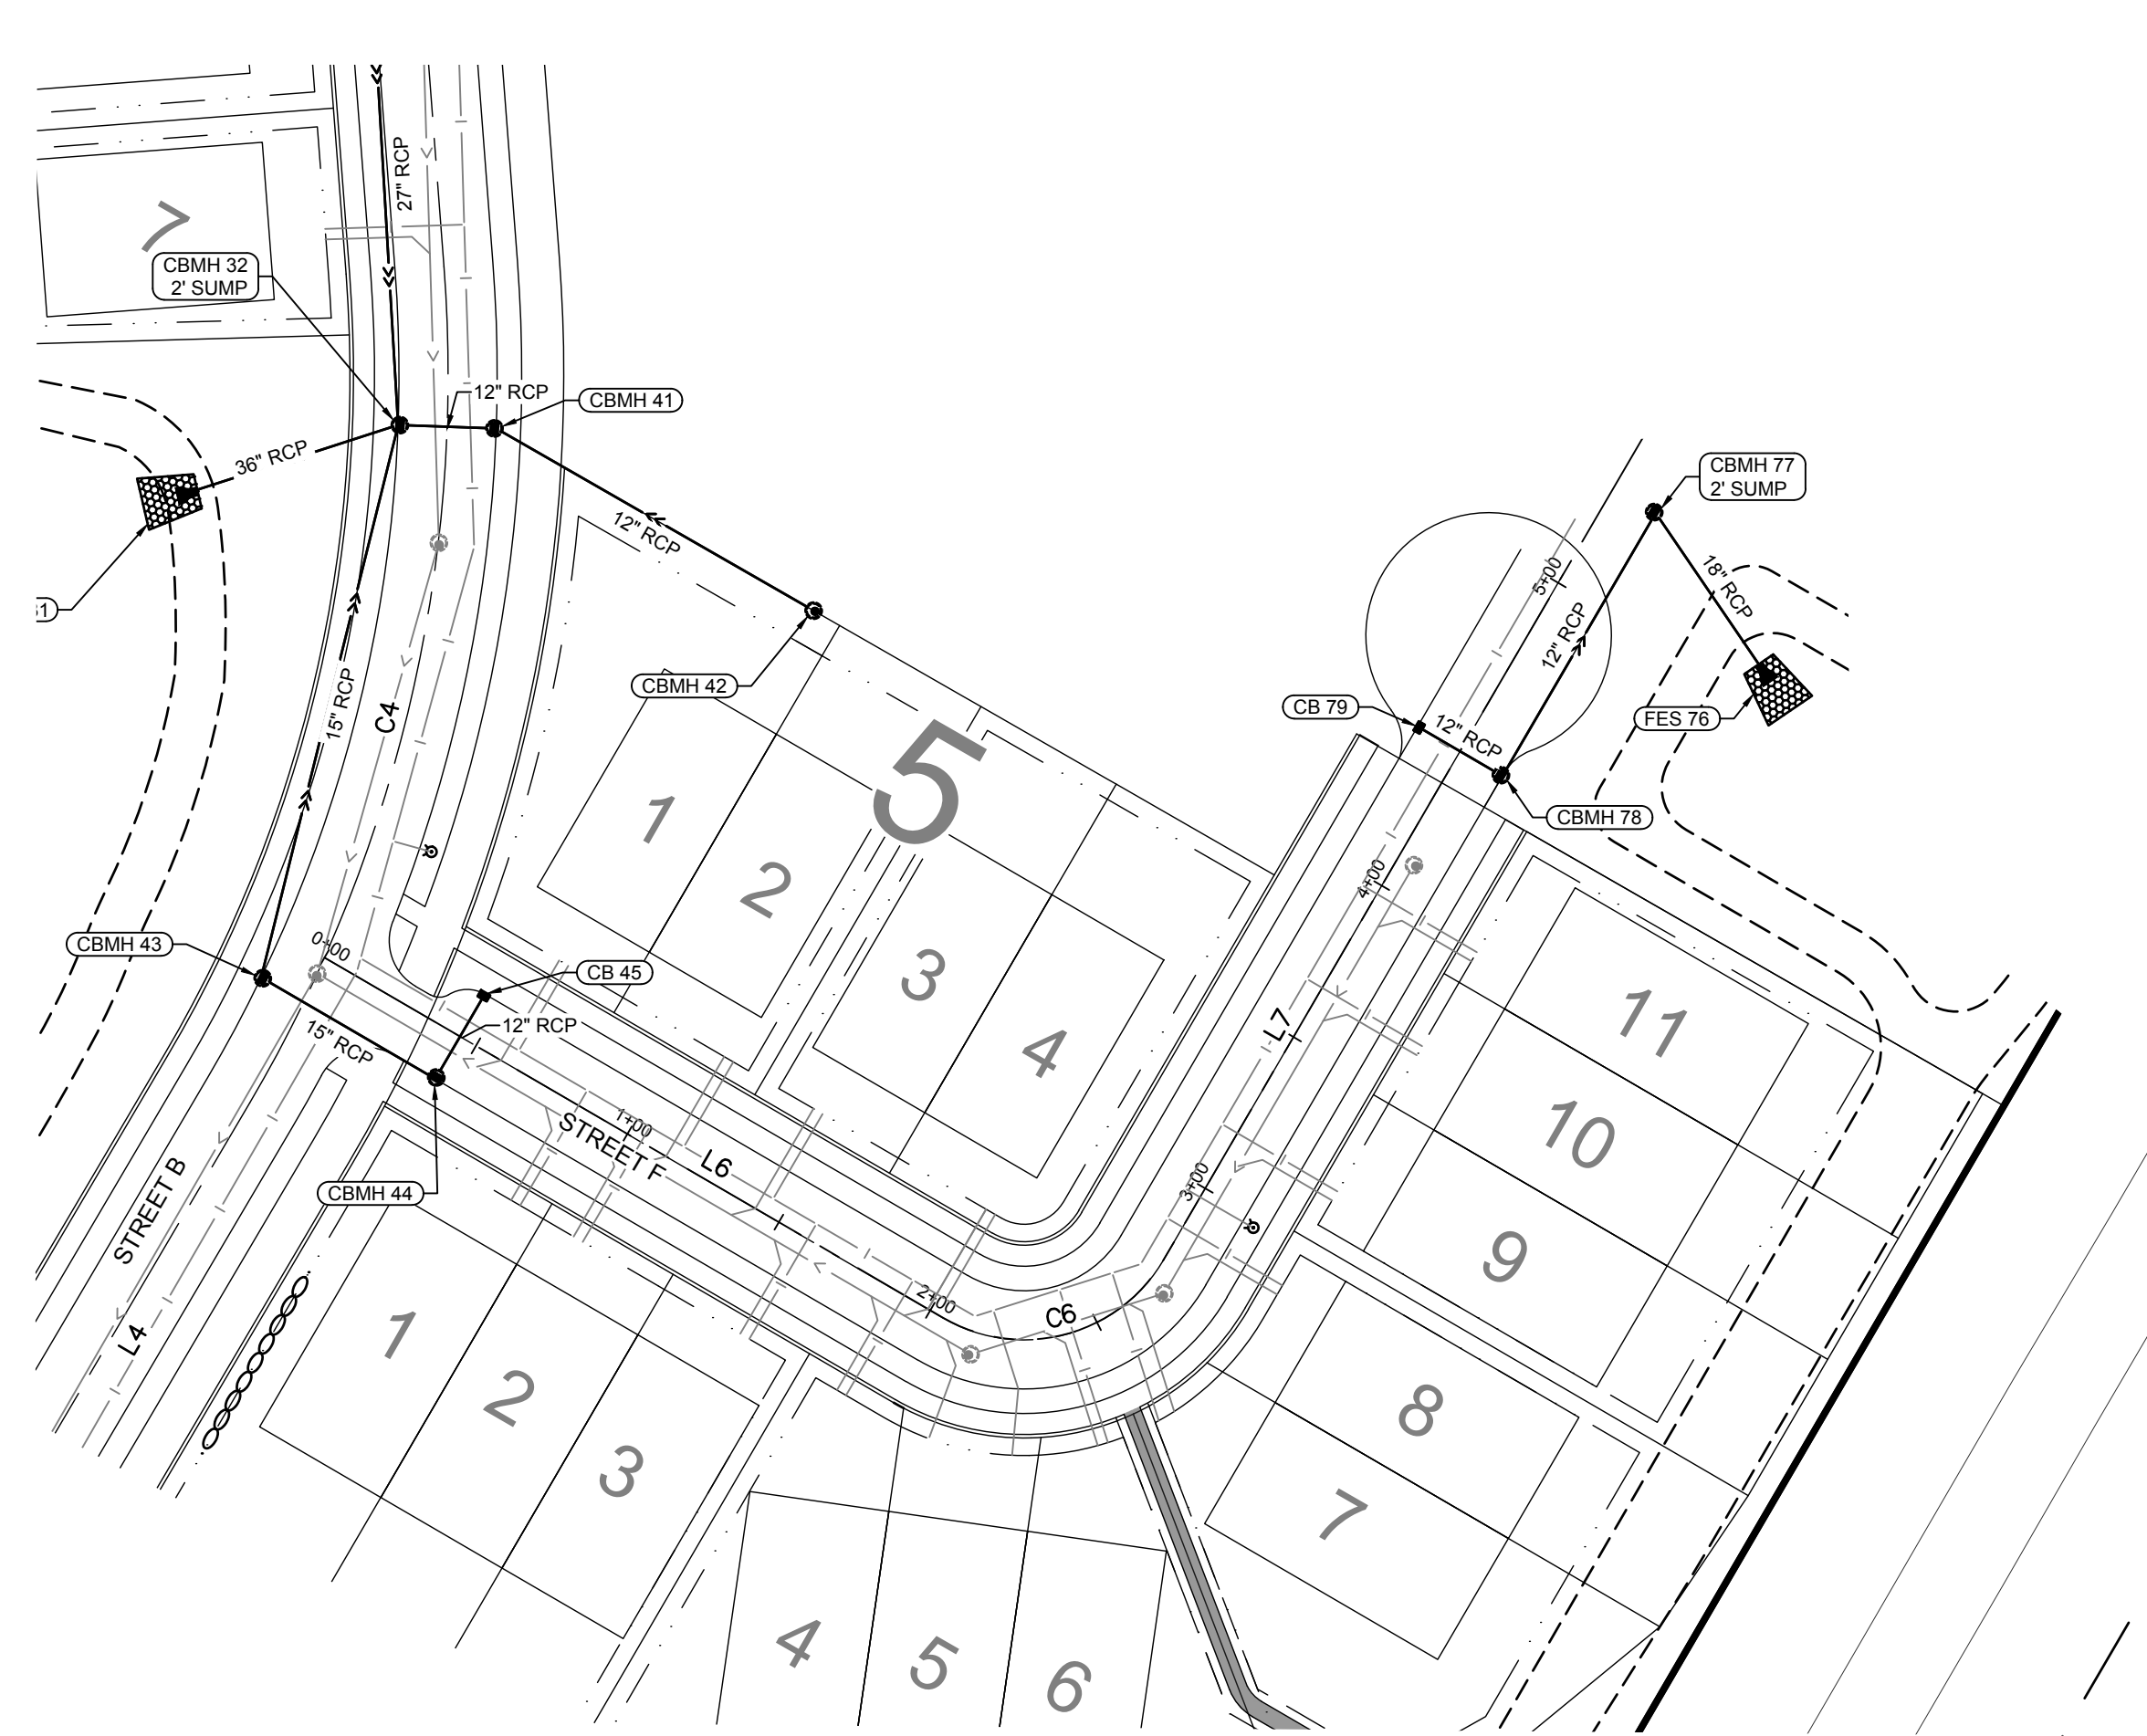 27" RCP
7
CBMH 32
2' SUMP
12" RCP
CBMH 41
36" RCP
12" RCP
CBMH 77
2' SUMP
18" RCP
5+00
12" RCP
CBMH 42
15" RCP
C4
CB 79
12" RCP
FES 76
5
1
2
CBMH 78
4+00
CBMH 43
0+00
CB 45
3
11
12" RCP
15" RCP
L7
4
10
1+00
STREET F
L6
CBMH 44
3+00
STREET B
9
2+00
C6
L4
1
2
3
8
7
4
5
6